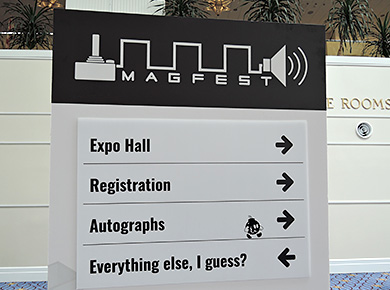 MAGFEST
E ROOMS
Expo Hall
Registration
Autographs
Everything else, I guess?